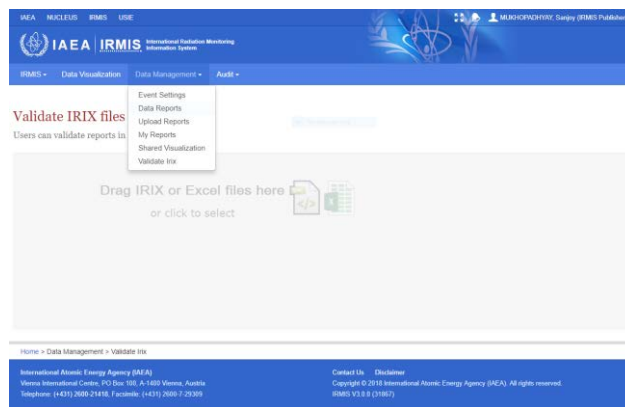 IAEA NUCLEUS IRMIS USIE
MUKHOPADHYAY, Sanjoy (IRMIS Publisher
IAEA IRMIS International Radiation Monitoring
Information System
IRMIS Data Visualization Data Management Audit
Event Settings
Data Reports
Upload Reports
My Reports
Shared Visualization
Validate Irix
Validate IRIX files
Users can validate reports in
Drag IRIX or Excel files here
or click to select
Home > Data Management > Validate Irix
International Atomic Energy Agency (IAEA)
Vienna International Centre, PO Box 100, A-1400 Vienna, Austria
Telephone: (+431) 2600-21418, Facsimile: (+431) 2600-7-29309
Contact Us Disclaimer
Copyright © 2018 International Atomic Energy Agency (IAEA). All rights reserved.
IRMIS V3.0.0 (31867)